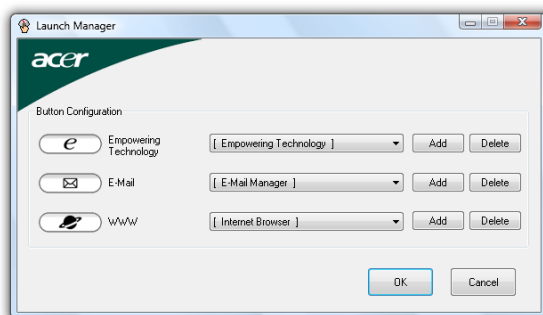 Launch Manager
acer
Button Configuration
e
Empowering
Technology
[ Empowering Technology ]
Add
Delete
E-Mail
[ E-Mail Manager ]
Add
Delete
WWW
[ Internet Browser ]
Add
Delete
OK
Cancel